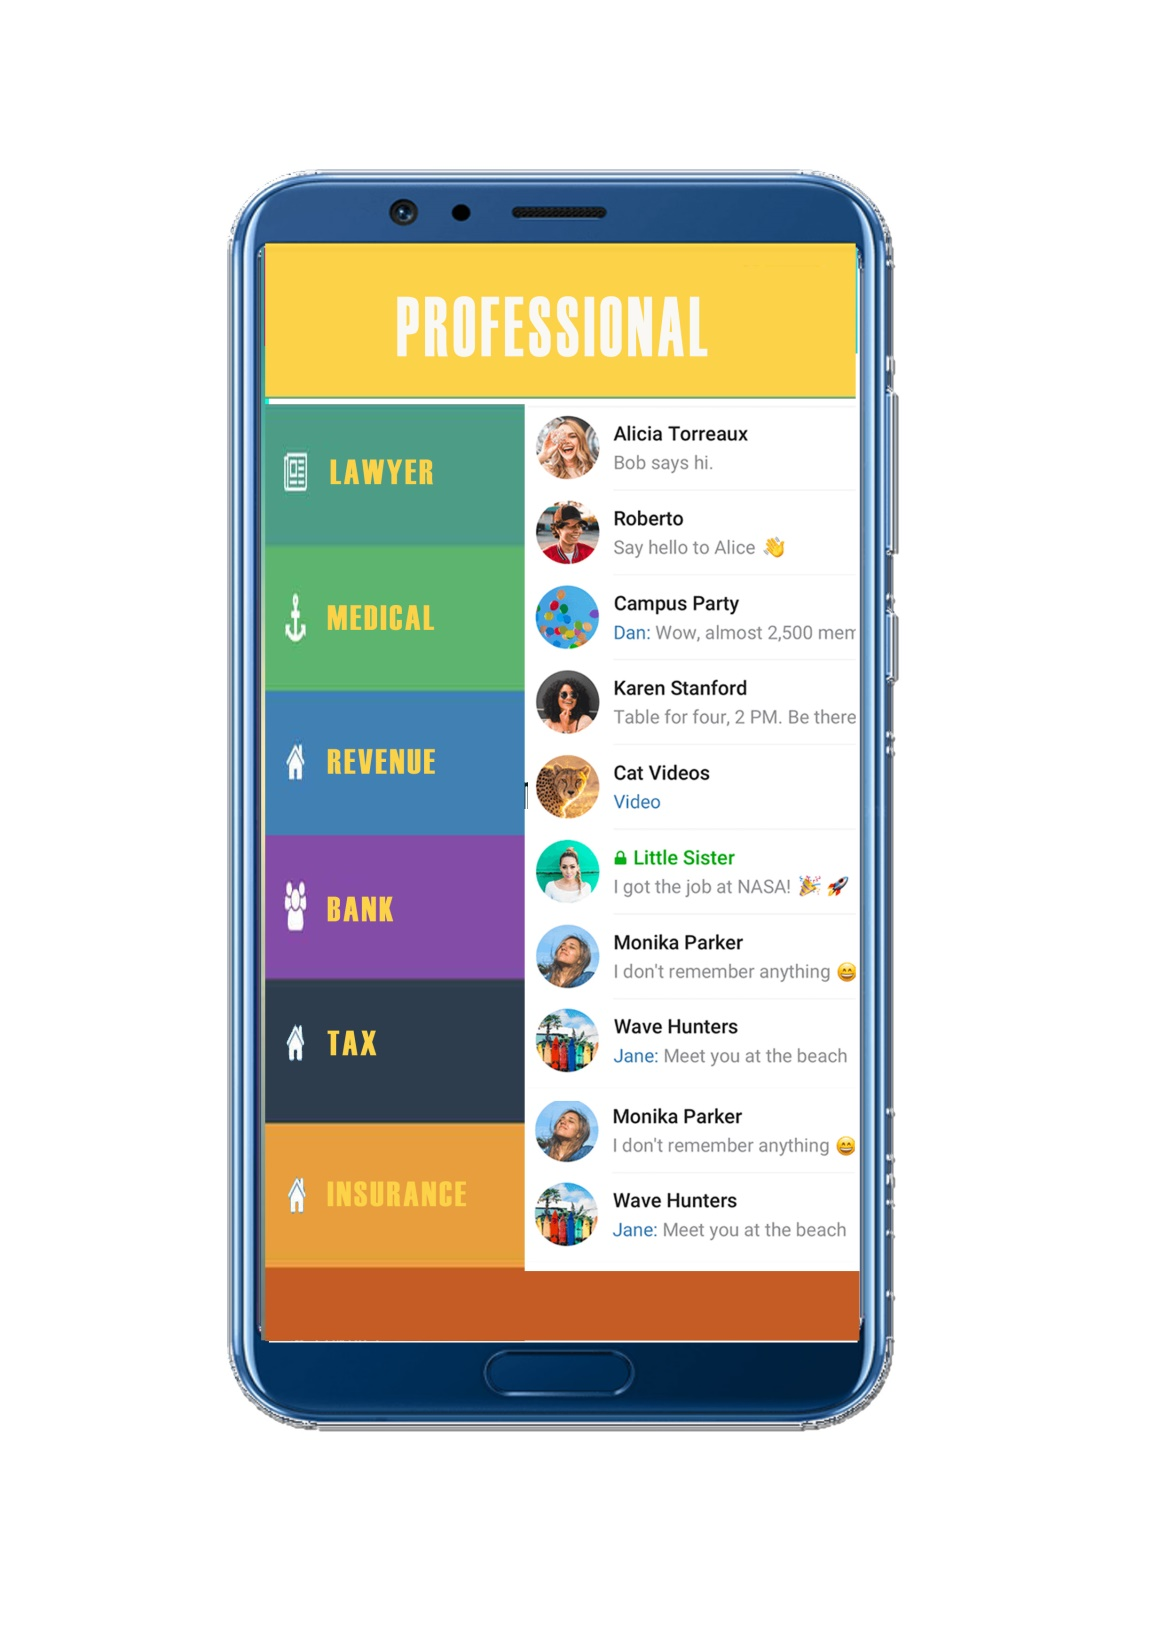 PROFESSIONAL
LAWYER
MEDICAL
REVENUE
BANK
TAX
INSURANCE
Alicia Torreaux
Bob says hi.
Roberto
Say hello to Alice 👋
Campus Party
Dan: Wow, almost 2,500 mem
Karen Stanford
Table for four, 2 PM. Be there
Cat Videos
Video
Little Sister
I got the job at NASA! 🎉 🚀
Monika Parker
I don't remember anything 😄
Wave Hunters
Jane: Meet you at the beach
Monika Parker
I don't remember anything 😄
Wave Hunters
Jane: Meet you at the beach